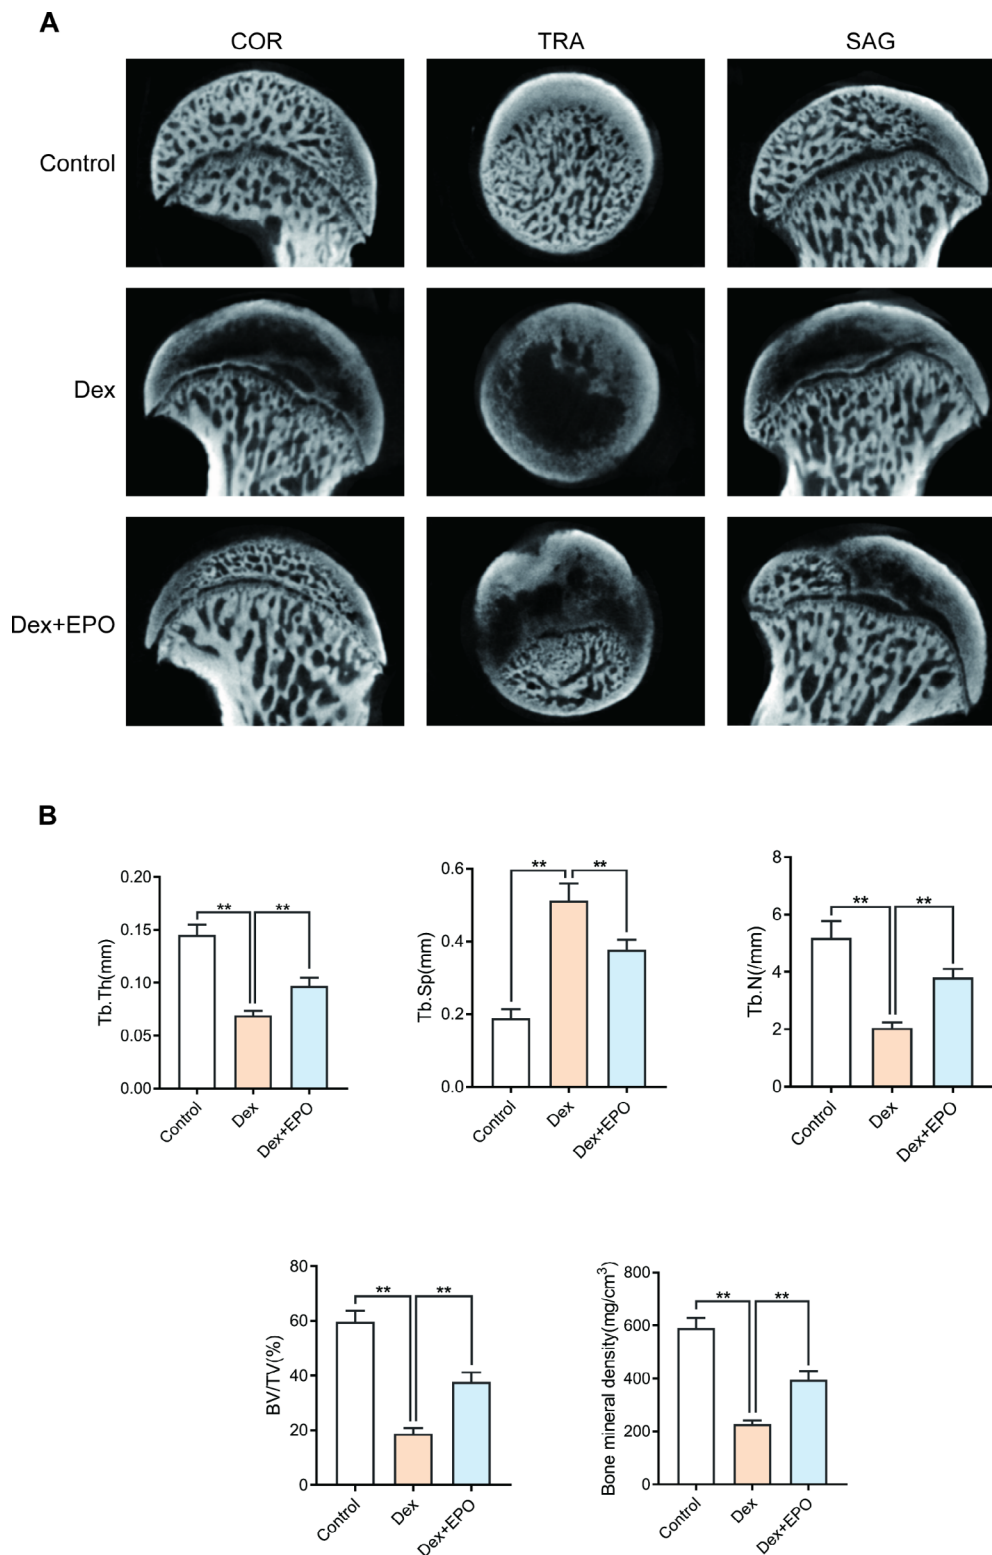 A
COR TRA SAG
Control
Dex
Dex+EPO
B
Tb.Th(mm)
0.20
0.15
0.10
0.05
0.00
** **
Control Dex Dex+EPO
Tb.Sp(mm)
0.6
0.4
0.2
0.0
** **
Control Dex Dex+EPO
Tb.N(/mm)
8
6
4
2
0
** **
Control Dex Dex+EPO
BV/TV(%)
80
60
40
20
0
** **
Control Dex Dex+EPO
Bone mineral density(mg/cm³)
800
600
400
200
0
** **
Control Dex Dex+EPO